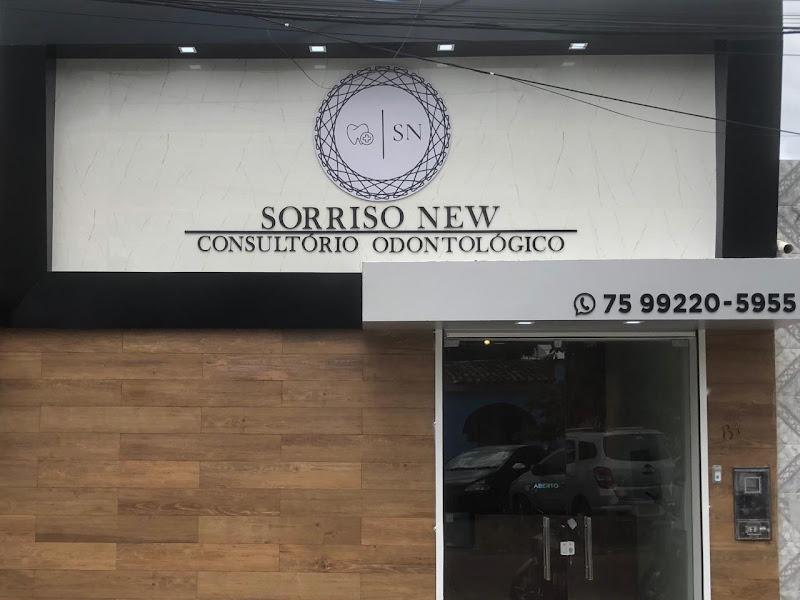 SN
SORRISO NEW
CONSULTÓRIO ODONTOLÓGICO
75 99220-5955
ABERTO